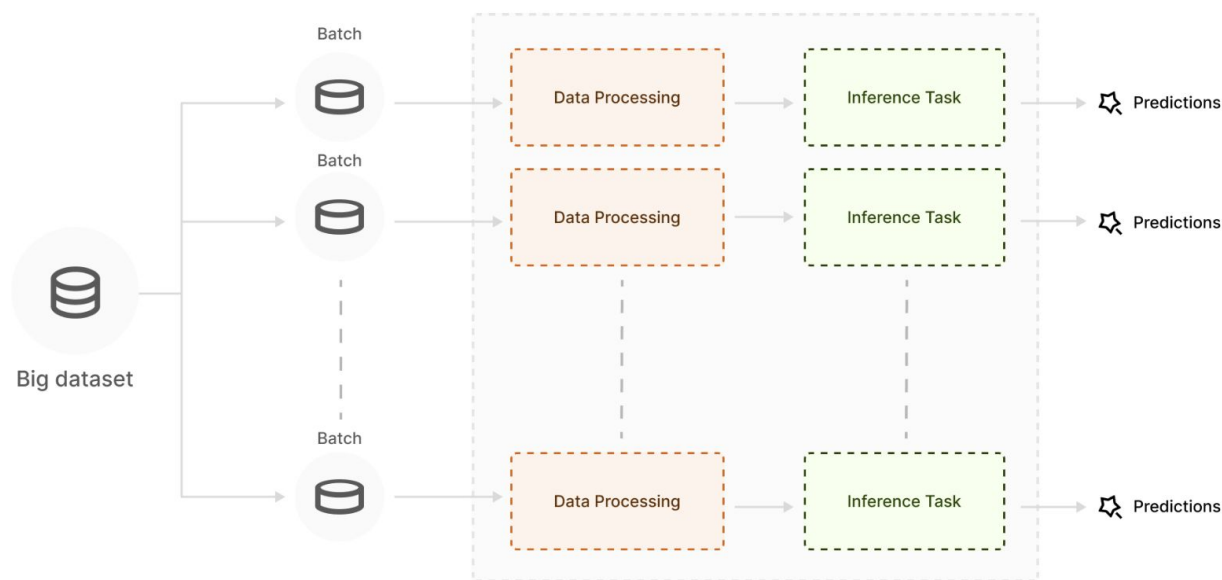 Batch
Data Processing
Inference Task
Predictions
Batch
Data Processing
Inference Task
Predictions
Big dataset
Batch
Data Processing
Inference Task
Predictions